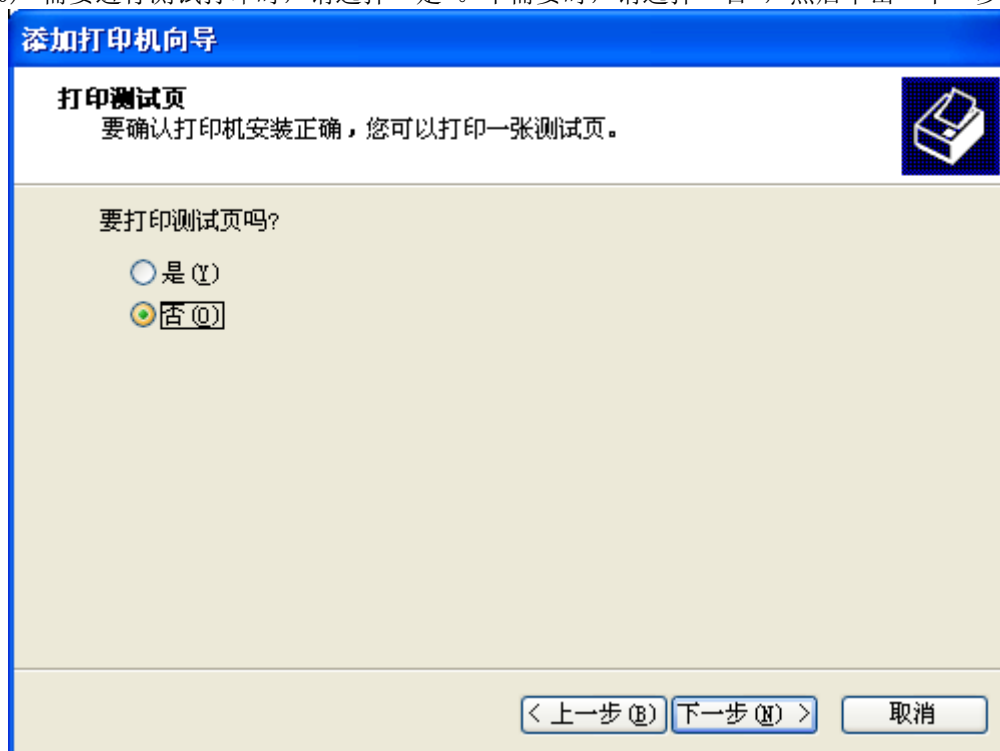 添加打印机向导
打印测试页
要确认打印机安装正确，您可以打印一张测试页。
要打印测试页吗?
是(Y)
否(O)
< 上一步(B) 下一步(N) > 取消